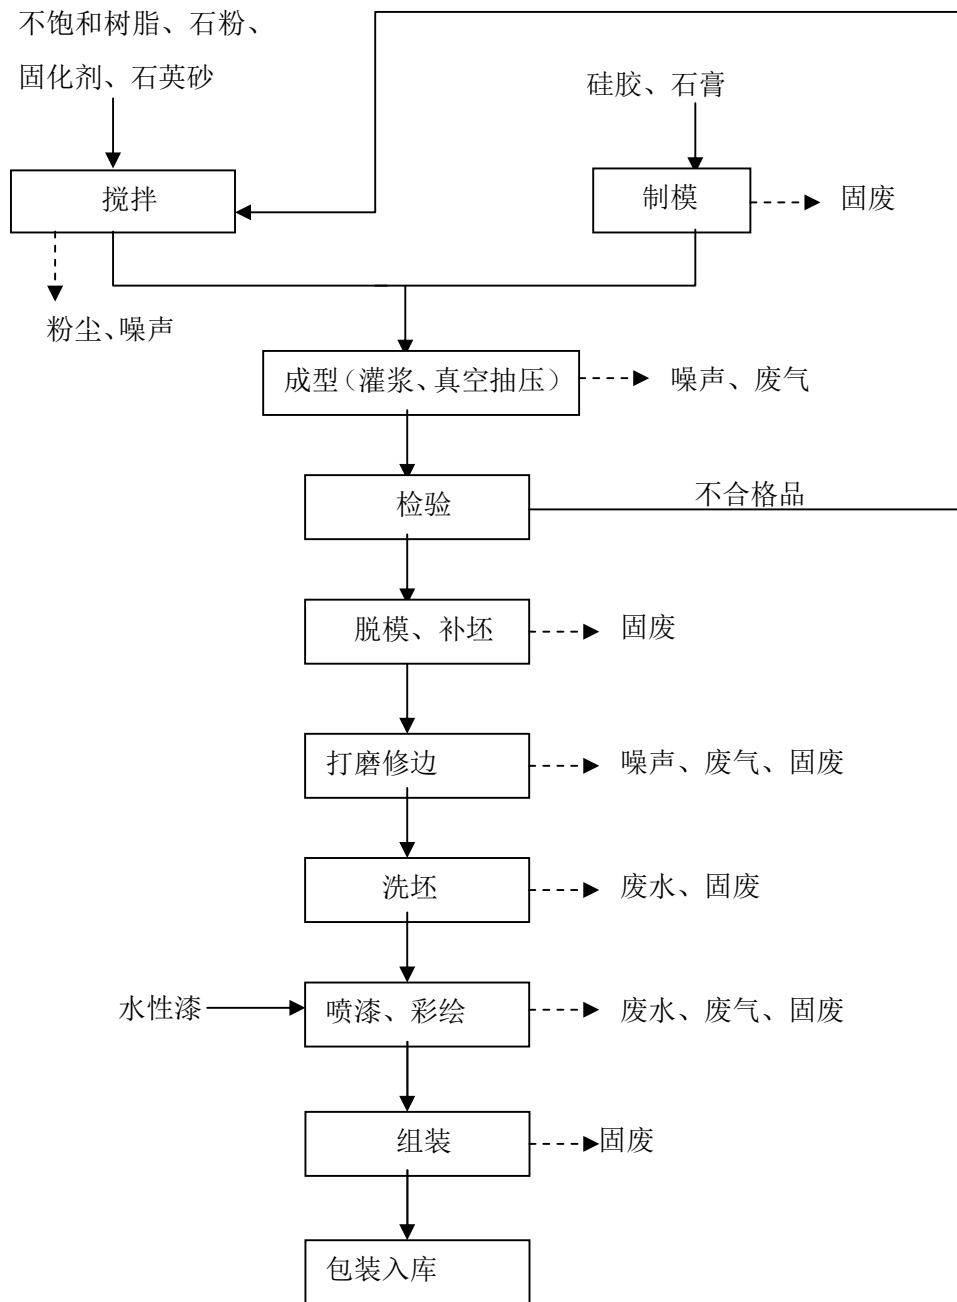 不饱和树脂、石粉、
固化剂、石英砂
硅胶、石膏
搅拌
制模
固废
粉尘、噪声
成型（灌浆、真空抽压）
噪声、废气
检验
不合格品
脱模、补坯
固废
打磨修边
噪声、废气、固废
洗坯
废水、固废
水性漆
喷漆、彩绘
废水、废气、固废
组装
固废
包装入库